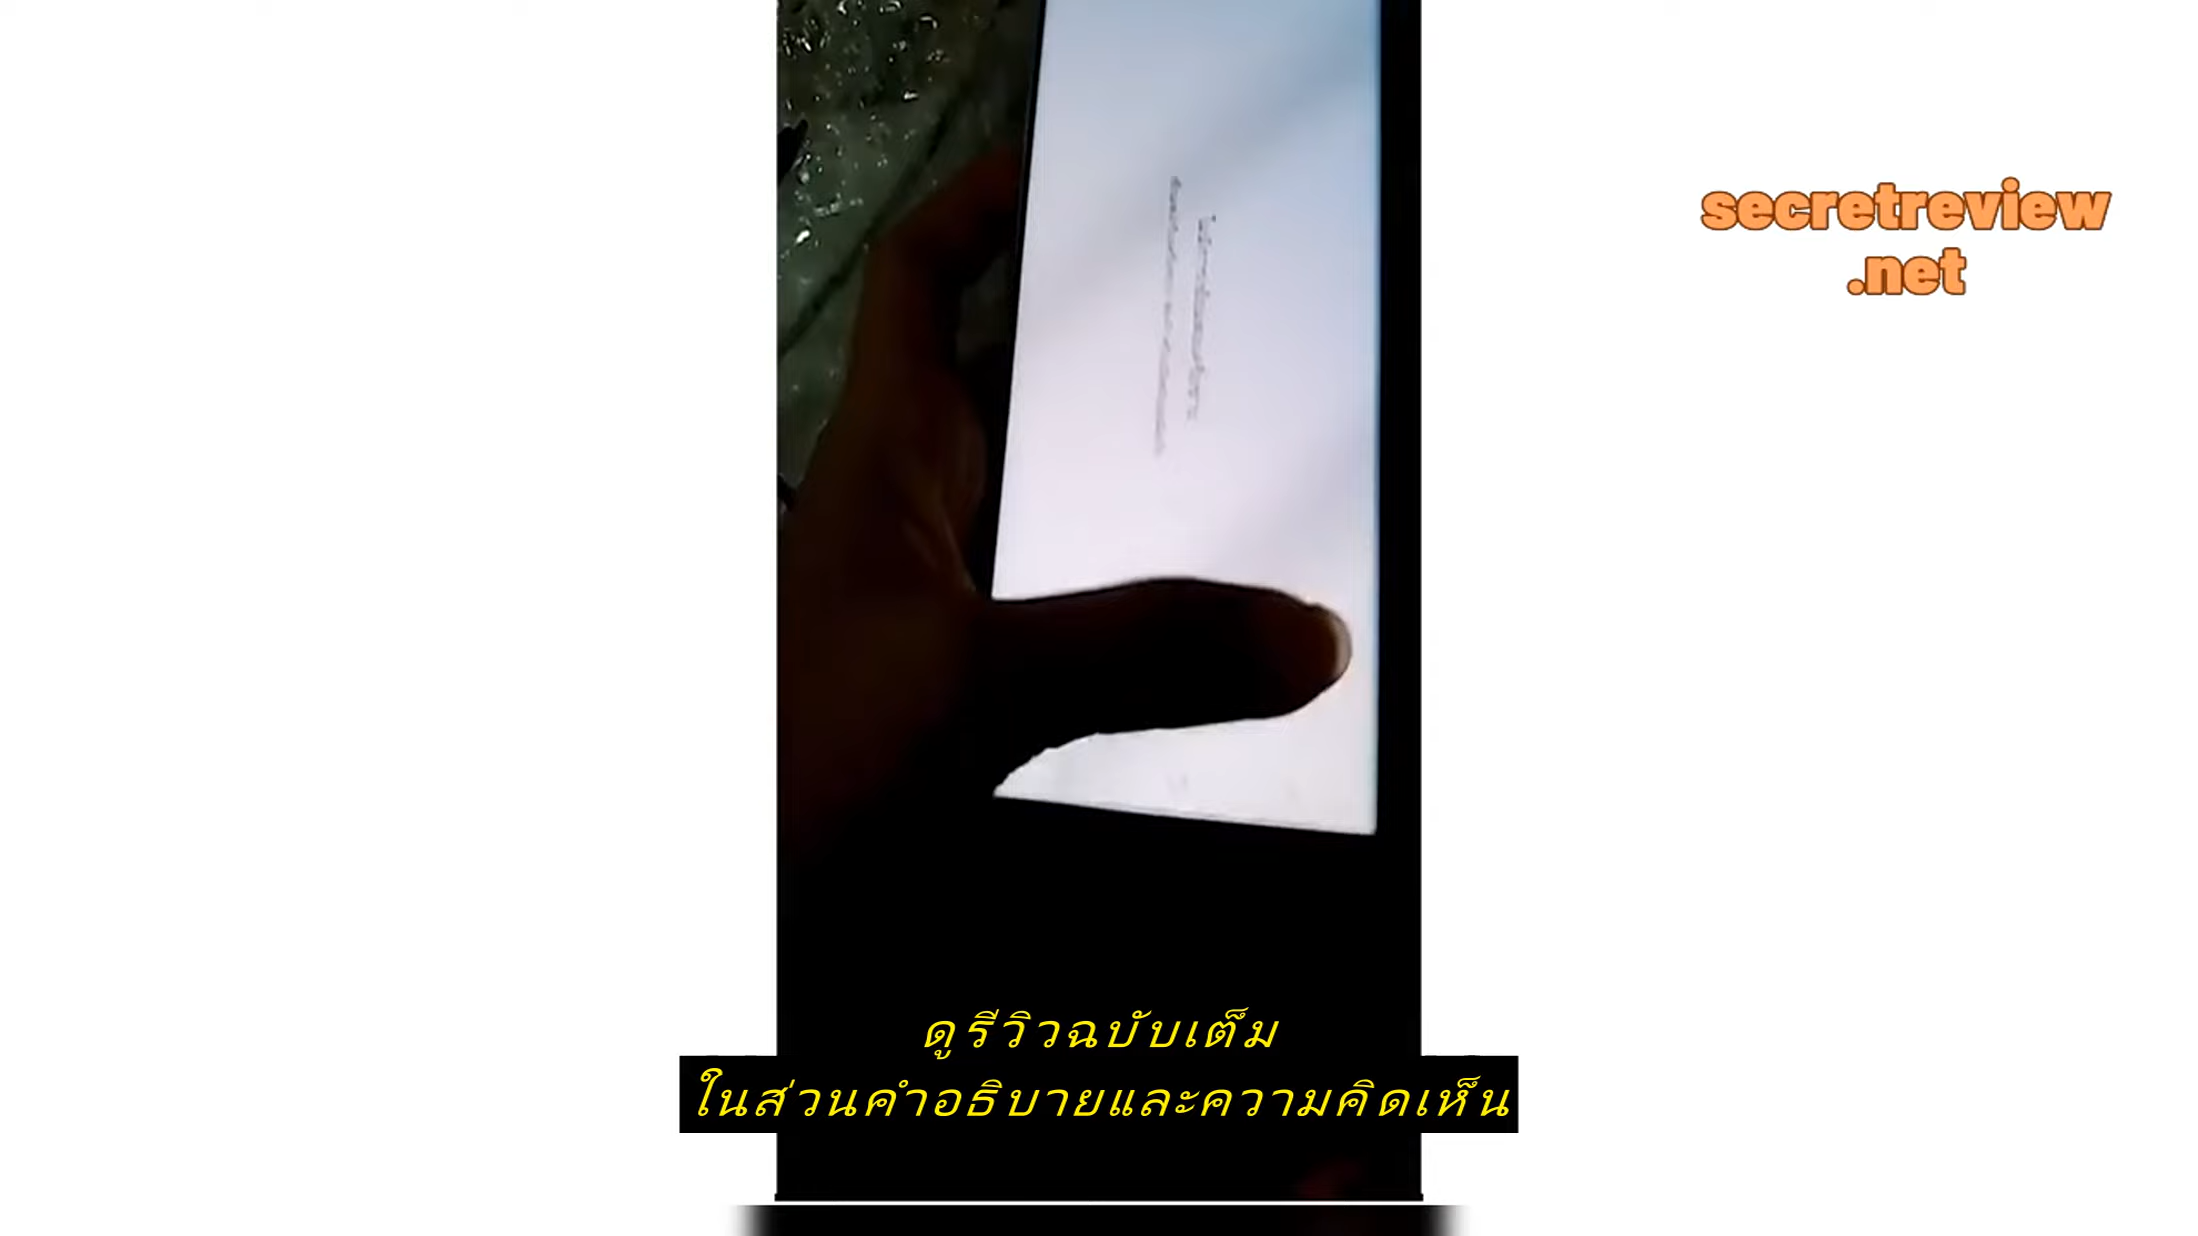 secretreview
.net
ดูรีวิวฉบับเต็ม
ในส่วนคำอธิบายและความคิดเห็น